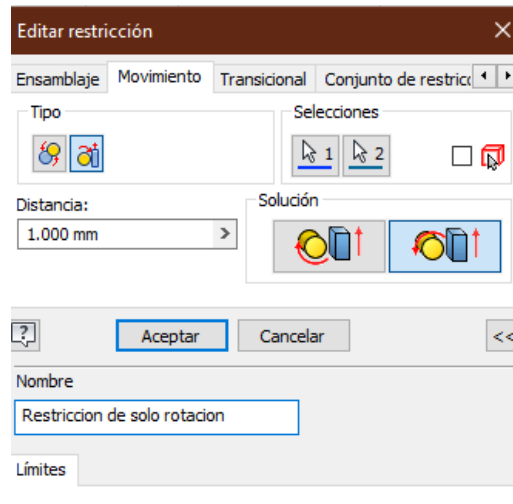 Editar restricción
Ensamblaje Movimiento Transicional Conjunto de restricc
Tipo Selecciones
1 2
Distancia: Solución
1.000 mm
? Aceptar Cancelar <<
Nombre
Restriccion de solo rotacion
Límites